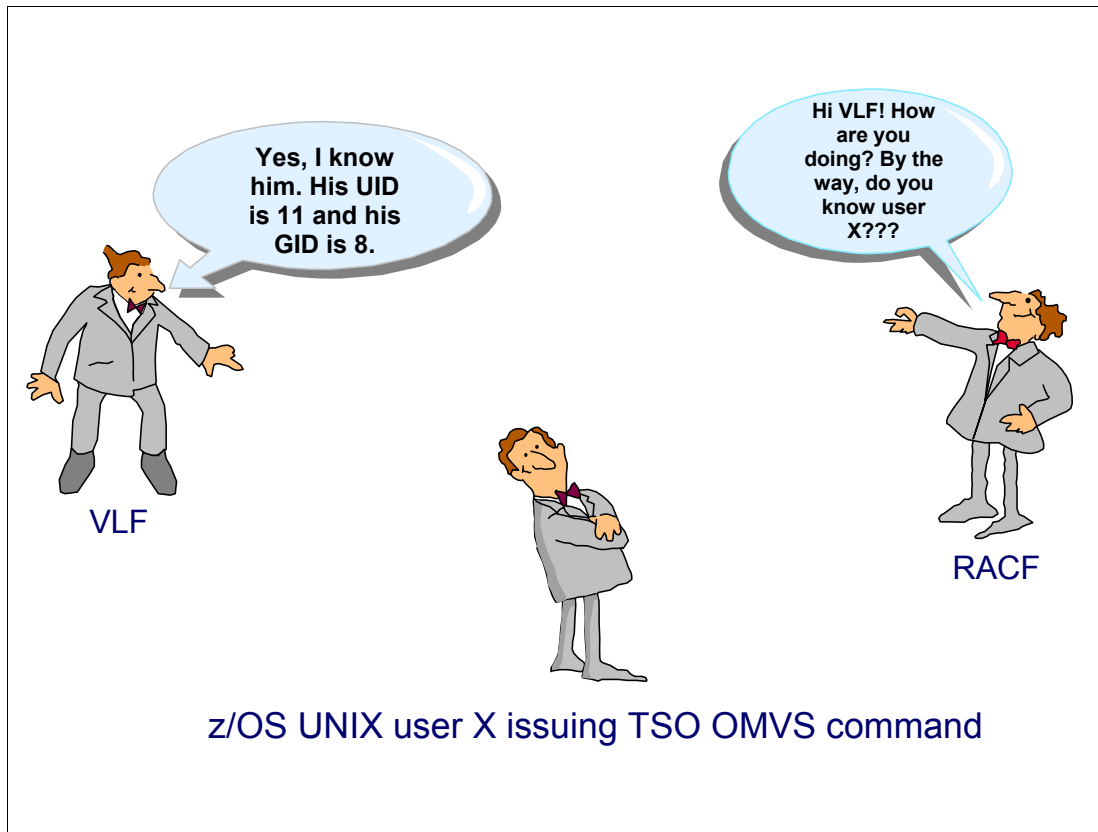 Yes, I know
him. His UID
is 11 and his
GID is 8.
Hi VLF! How
are you
doing? By the
way, do you
know user
X???
VLF
RACF
z/OS UNIX user X issuing TSO OMVS command